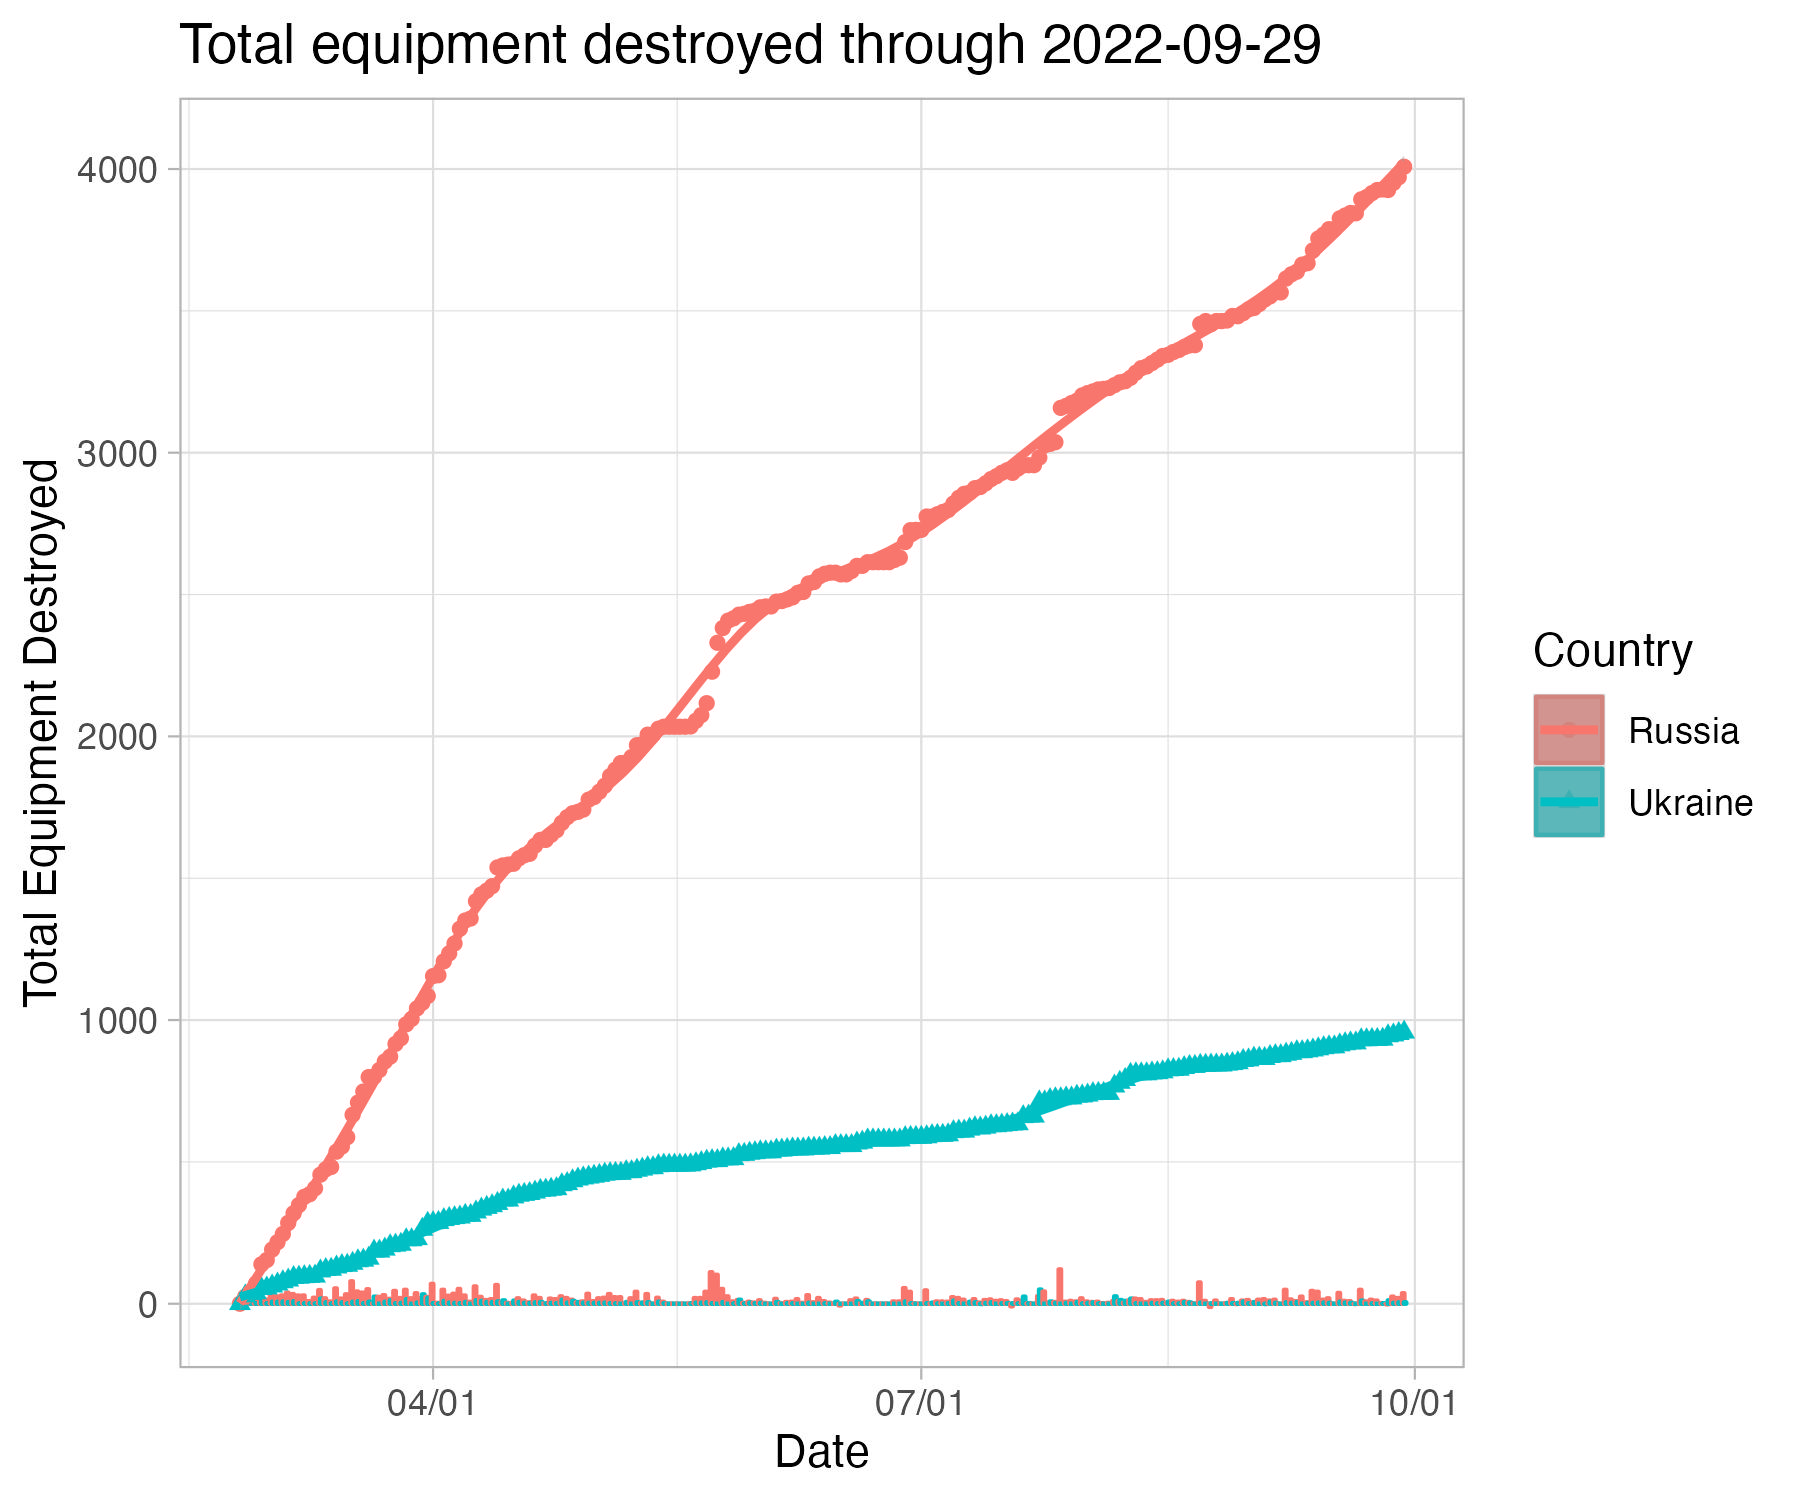 Total equipment destroyed through 2022-09-29
Total Equipment Destroyed
4000
3000
2000
1000
0
04/01
07/01
10/01
Date
Country
Russia
Ukraine